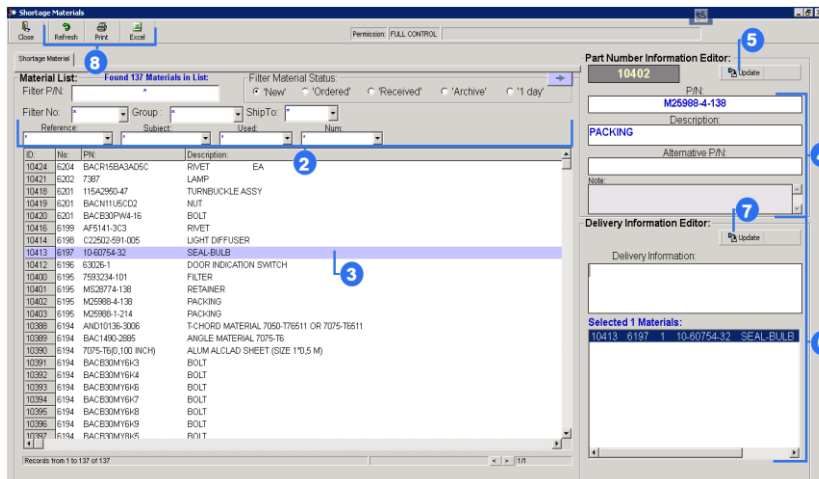 Shortage Materials
Close Refresh Print Excel
Permission: FULL CONTROL
8
5
Shortage Material
Material List: Found 137 Materials in List:
Filter P/N: *
Filter Material Status:
'New' 'Ordered' 'Received' 'Archive' '1 day'
Filter No: * Group: * ShipTo: *
Reference: Subject: Used: Num:
* * * *
2
ID: No: PN: Description:
10424 6204 BACR15BA3AD5C RIVET EA
10421 6202 7387 LAMP
10418 6201 115A2950-47 TURNBUCKLE ASSY
10419 6201 BACN11U5CD2 NUT
10420 6201 BACB30PW4-16 BOLT
10416 6199 AF5141-3C3 RIVET
10414 6198 C22502-591-005 LIGHT DIFFUSER
10413 6197 10-60754-32 SEAL-BULB
3
10412 6196 63026-1 DOOR INDICATION SWITCH
10400 6195 7593234-101 FILTER
10401 6195 MS28774-138 RETAINER
10402 6195 M25988-4-138 PACKING
10403 6195 M25988-1-214 PACKING
10388 6194 AND10136-3006 T-CHORD MATERIAL 7050-T76511 OR 7075-T6511
10389 6194 BAC1490-2885 ANGLE MATERIAL 7075-T6
10390 6194 7075-T6(0,100 INCH) ALUM ALCLAD SHEET (SIZE 1*0,5 M)
10391 6194 BACB30MY6K3 BOLT
10392 6194 BACB30MY6K4 BOLT
10393 6194 BACB30MY6K6 BOLT
10394 6194 BACB30MY6K7 BOLT
10395 6194 BACB30MY6K8 BOLT
10396 6194 BACB30MY6K9 BOLT
10397 6194 BACB30MY8K5 BOLT
Records from 1 to 137 of 137
< > 1/1
Part Number Information Editor:
10402 Update
P/N:
M25988-4-138
Description:
PACKING
Alternative P/N:
Note:
7
Delivery Information Editor:
Update
Delivery Information:
Selected 1 Materials:
10413 6197 1 10-60754-32 SEAL-BULB